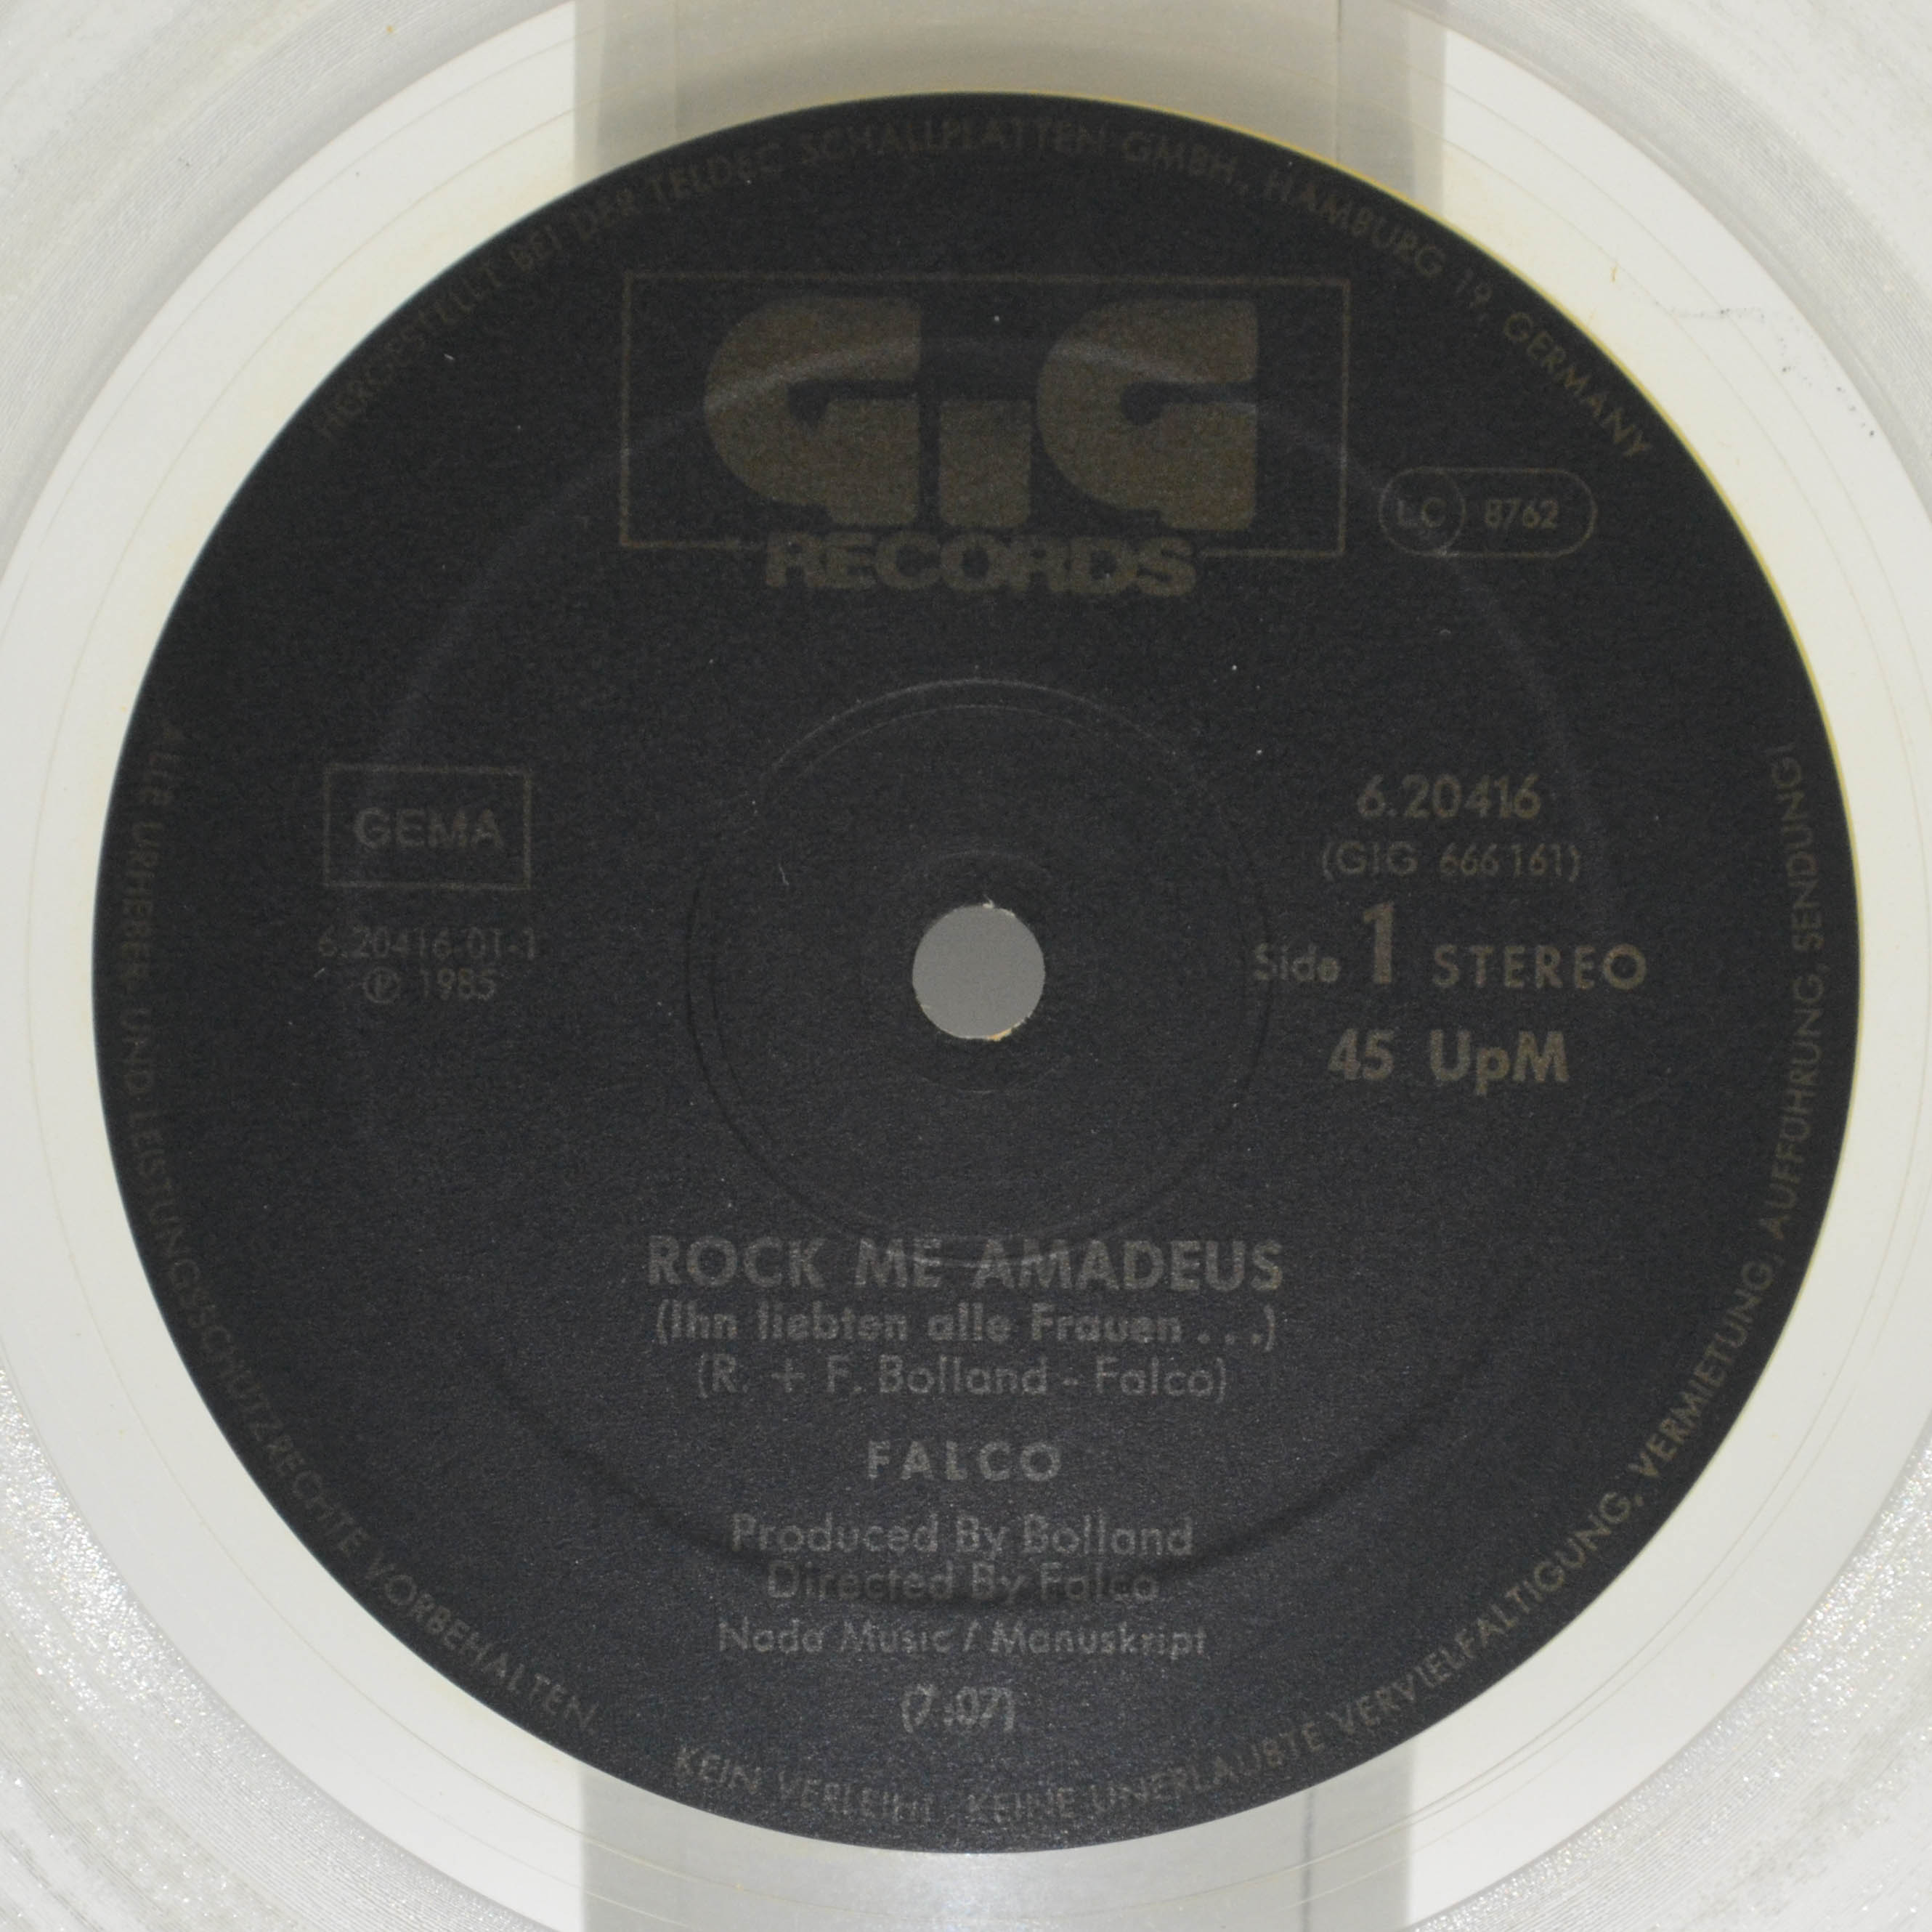 HERGESTELLT BEI DER TELDEC SCHALLPLATTEN GMBH, HAMBURG 19, GERMANY
GiG
RECORDS
LC 8762
GEMA
6.20416-01-1
℗ 1985
6.20416
(GIG 666 161)
Side 1 STEREO
45 UpM
ROCK ME AMADEUS
(Ihn liebten alle Frauen . . .)
(R. + F. Bolland - Falco)
FALCO
Produced By Bolland
Directed By Falco
Nada Music / Manuskript
(7:07)
ALLE URHEBER- UND LEISTUNGSSCHUTZRECHTE VORBEHALTEN.
KEIN VERLEIH! KEINE UNERLAUBTE VERVIELFÄLTIGUNG, VERMIETUNG, AUFFÜHRUNG, SENDUNG!